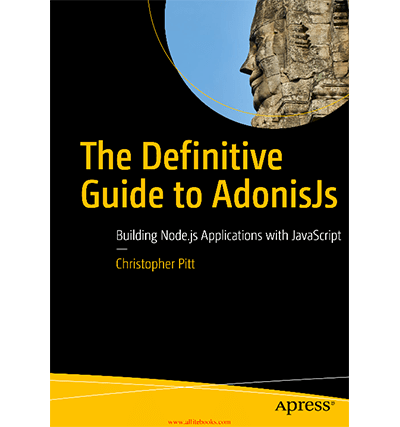 The Definitive
Guide to AdonisJs
Building Node.js Applications with JavaScript
Christopher Pitt
Apress®
www.allitebooks.com